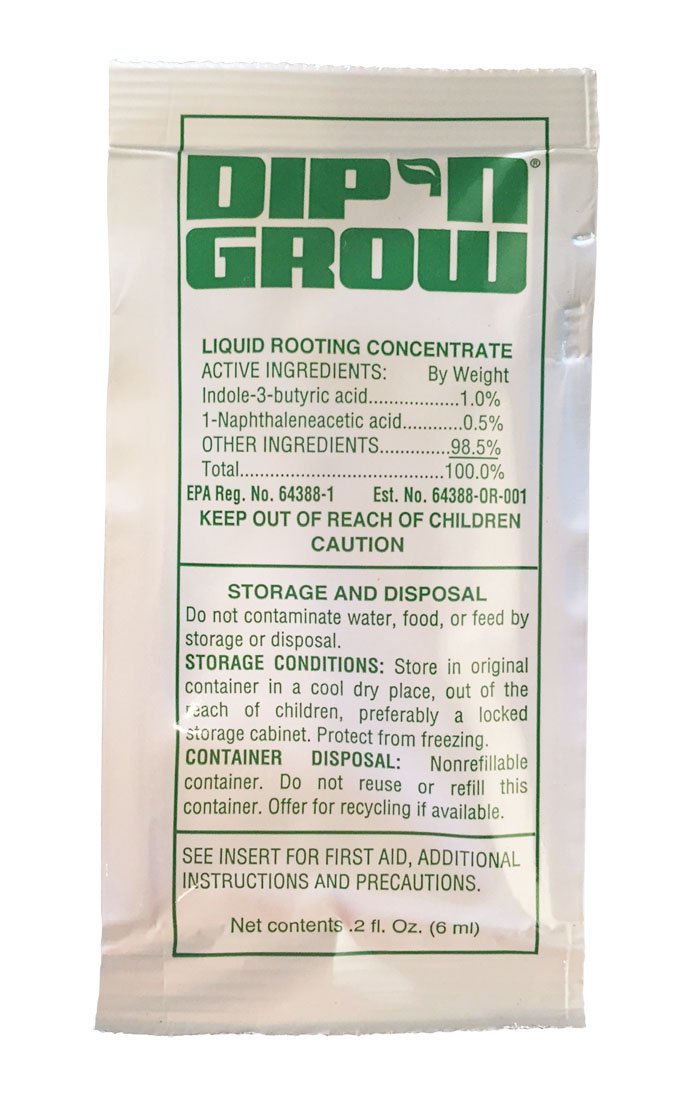 DIP'N®
GROW
LIQUID ROOTING CONCENTRATE
ACTIVE INGREDIENTS: By Weight
Indole-3-butyric acid..................1.0%
1-Naphthaleneacetic acid............0.5%
OTHER INGREDIENTS..............98.5%
Total.......................................100.0%
EPA Reg. No. 64388-1 Est. No. 64388-OR-001
KEEP OUT OF REACH OF CHILDREN
CAUTION
STORAGE AND DISPOSAL
Do not contaminate water, food, or feed by
storage or disposal.
STORAGE CONDITIONS: Store in original
container in a cool dry place, out of the
reach of children, preferably a locked
storage cabinet. Protect from freezing.
CONTAINER DISPOSAL: Nonrefillable
container. Do not reuse or refill this
container. Offer for recycling if available.
SEE INSERT FOR FIRST AID, ADDITIONAL
INSTRUCTIONS AND PRECAUTIONS.
Net contents .2 fl. Oz. (6 ml)